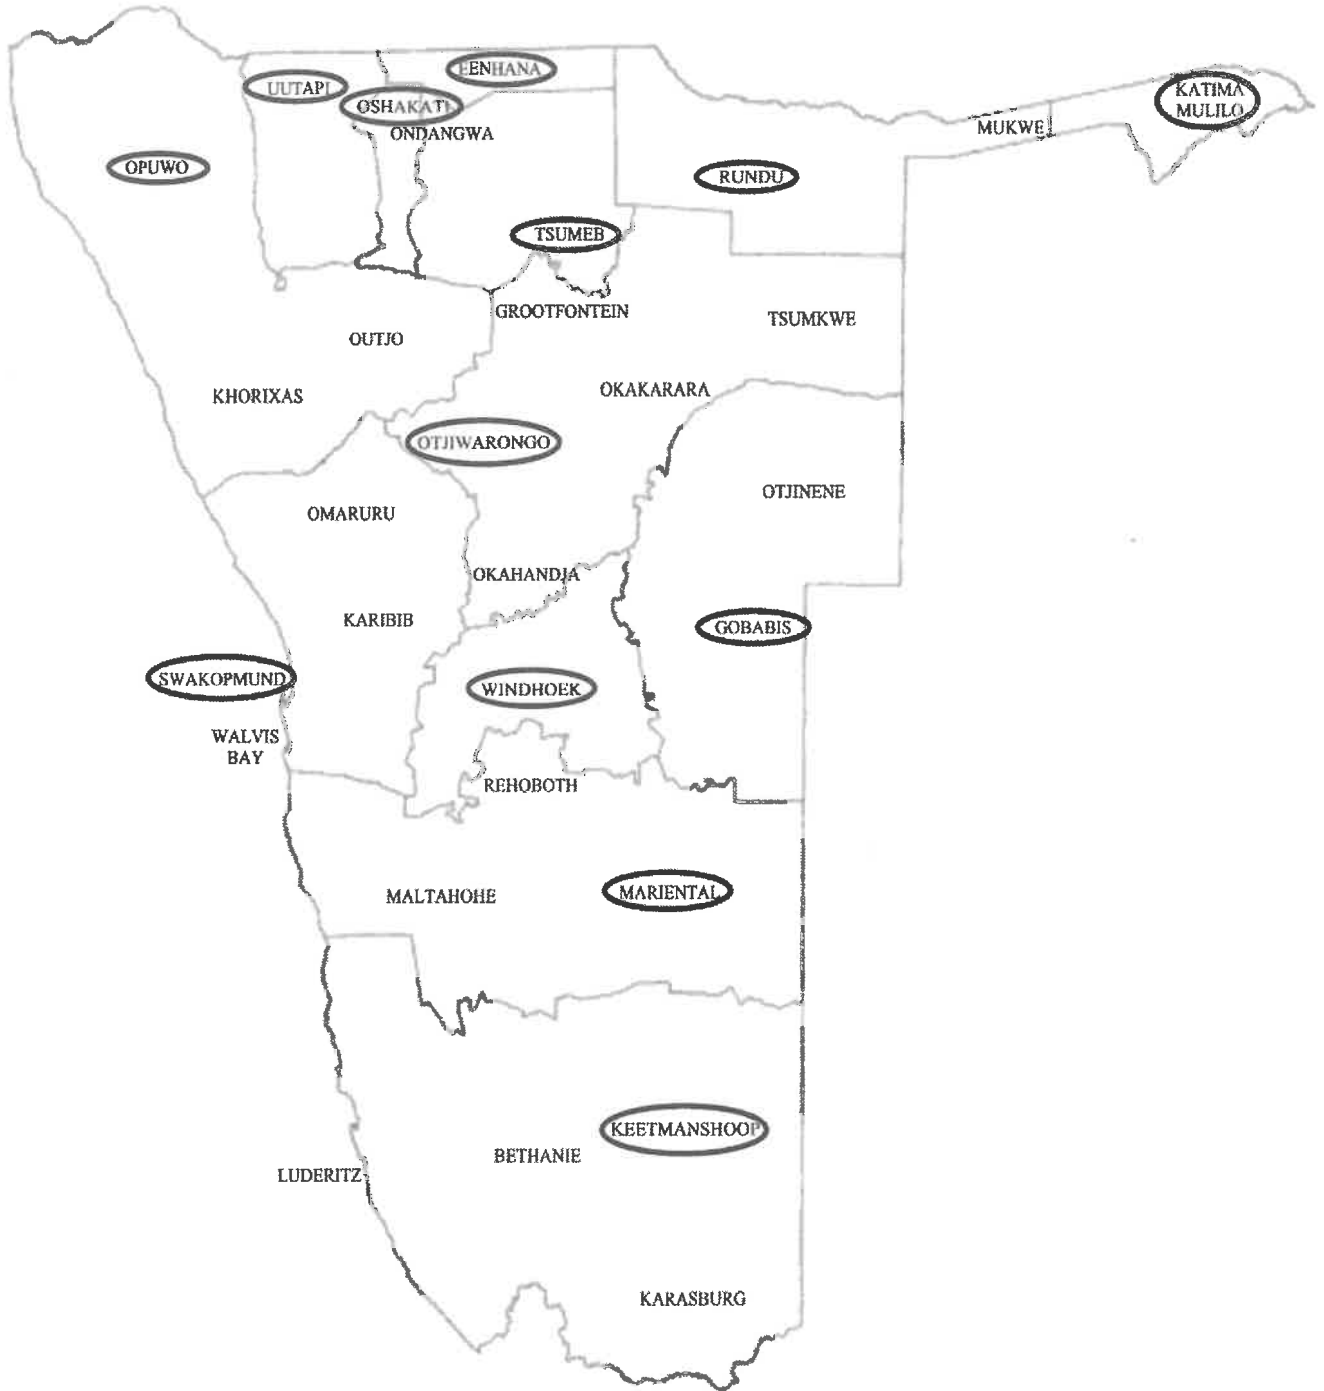 EENHANA
UUTAPI
OSHAKATI
KATIMA
MULILO
ONDANGWA
MUKWE
OPUWO
RUNDU
TSUMEB
GROOTFONTEIN
TSUMKWE
OUTJO
KHORIXAS
OKAKARARA
OTJIWARONGO
OTJINENE
OMARURU
OKAHANDJA
KARIBIB
GOBABIS
SWAKOPMUND
WINDHOEK
WALVIS
BAY
REHOBOTH
MALTAHOHE
MARIENTAL
KEETMANSHOOP
BETHANIE
LUDERITZ
KARASBURG